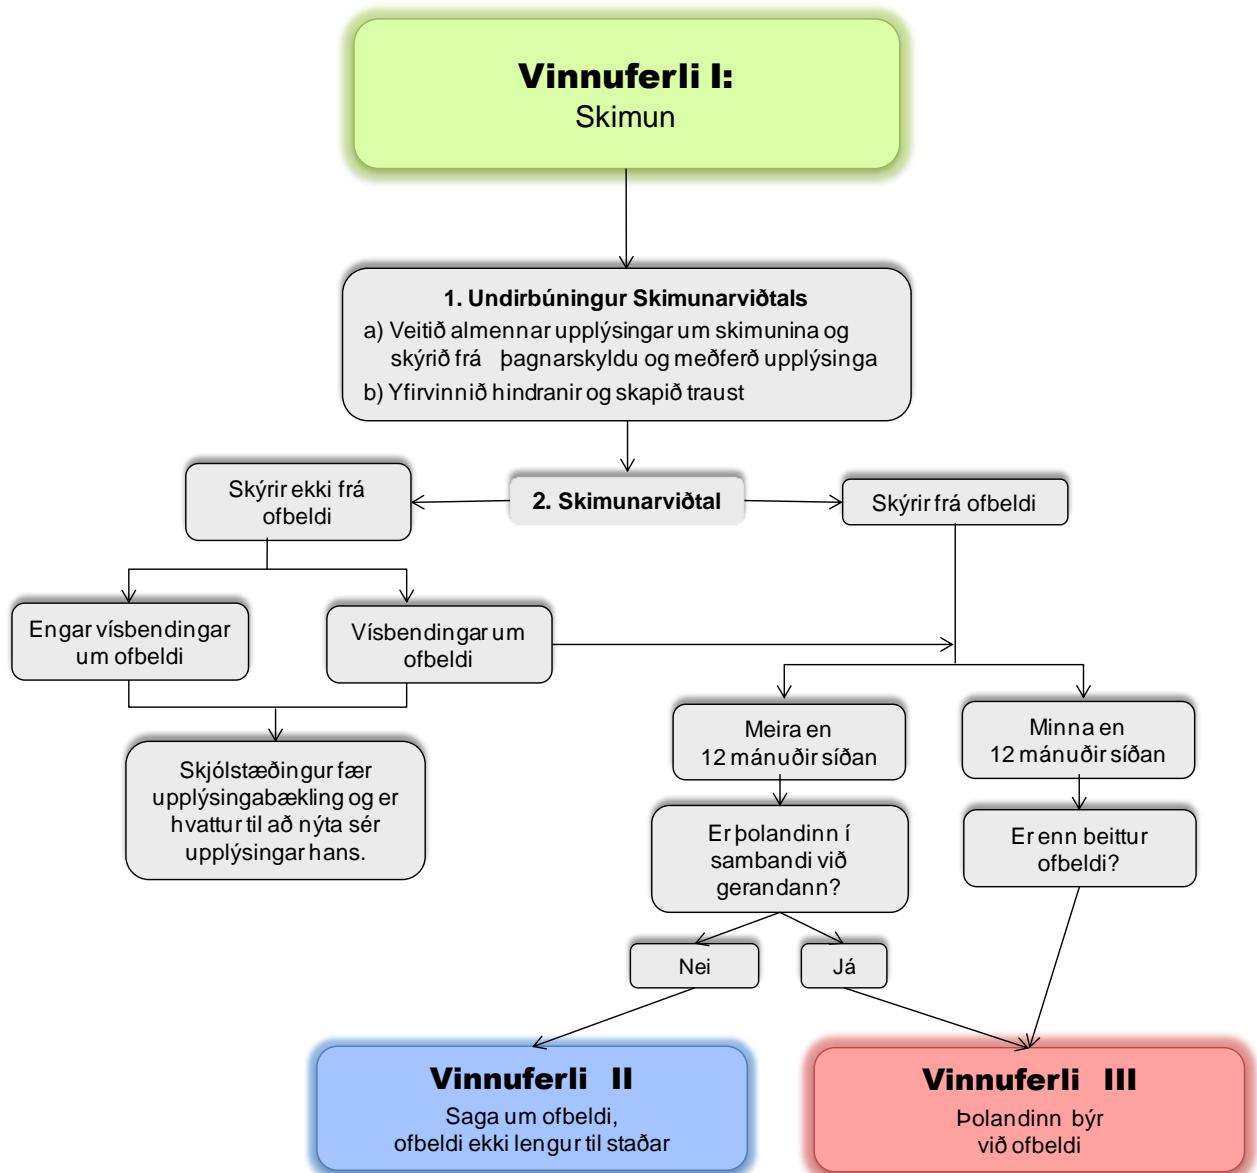 Vinnuferli I:
Skimun
1. Undirbúningur Skimunarviðtals
a) Veitið almennar upplýsingar um skimunina og
skýrið frá þagnarskyldu og meðferð upplýsinga
b) Yfirvinnið hindranir og skapið traust
Skýrir ekki frá
ofbeldi
2. Skimunarviðtal
Skýrir frá ofbeldi
Engar vísbendingar
um ofbeldi
Vísbendingar um
ofbeldi
Meira en
12 mánuðir síðan
Minna en
12 mánuðir síðan
Skjólstæðingur fær
upplýsingabækling og er
hvattur til að nýta sér
upplýsingar hans.
Er þolandinn í
sambandi við
gerandann?
Er enn beittur
ofbeldi?
Nei
Já
Vinnuferli II
Saga um ofbeldi,
ofbeldi ekki lengur til staðar
Vinnuferli III
Þolandinn býr
við ofbeldi